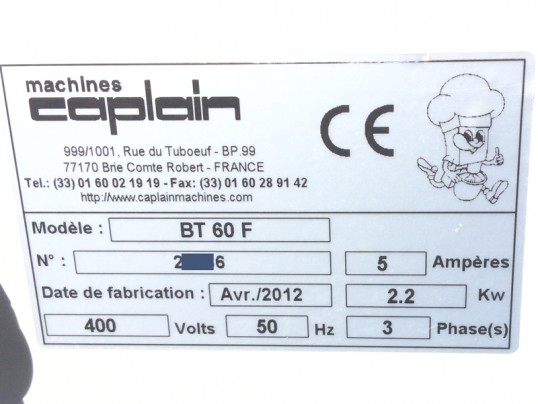 machines
caplain
CE
999/1001, Rue du Tuboeuf - BP.99
77170 Brie Comte Robert - FRANCE
Tel.: (33) 01 60 02 19 19 - Fax: (33) 01 60 28 91 42
http://www.caplainmachines.com
Modèle : BT 60 F
N° : 2 6 5 Ampères
Date de fabrication : Avr./2012 2.2 Kw
400 Volts 50 Hz 3 Phase(s)